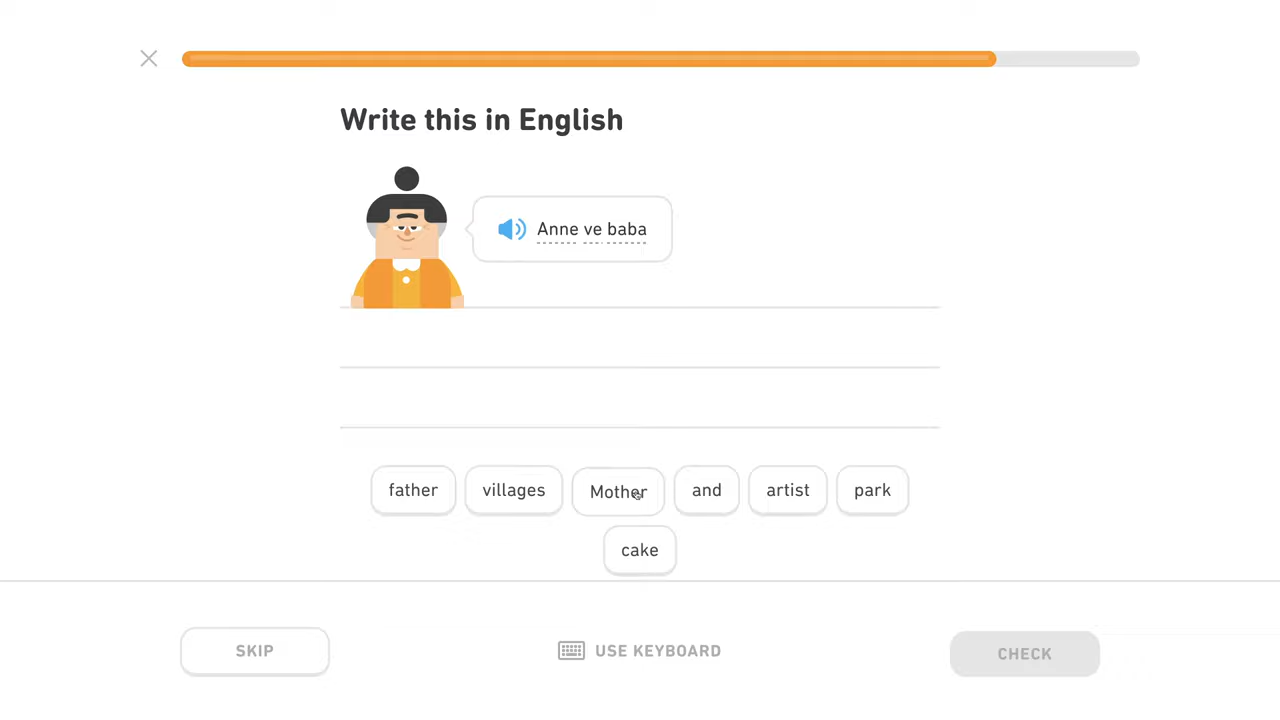 Write this in English
Anne ve baba
father villages Mother and artist park
cake
SKIP USE KEYBOARD CHECK